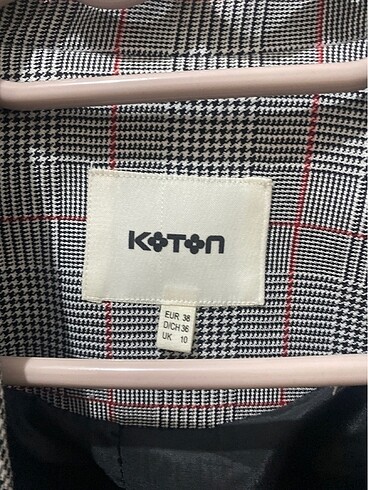 KOTON
EUR 38
D/CH 36
UK 10